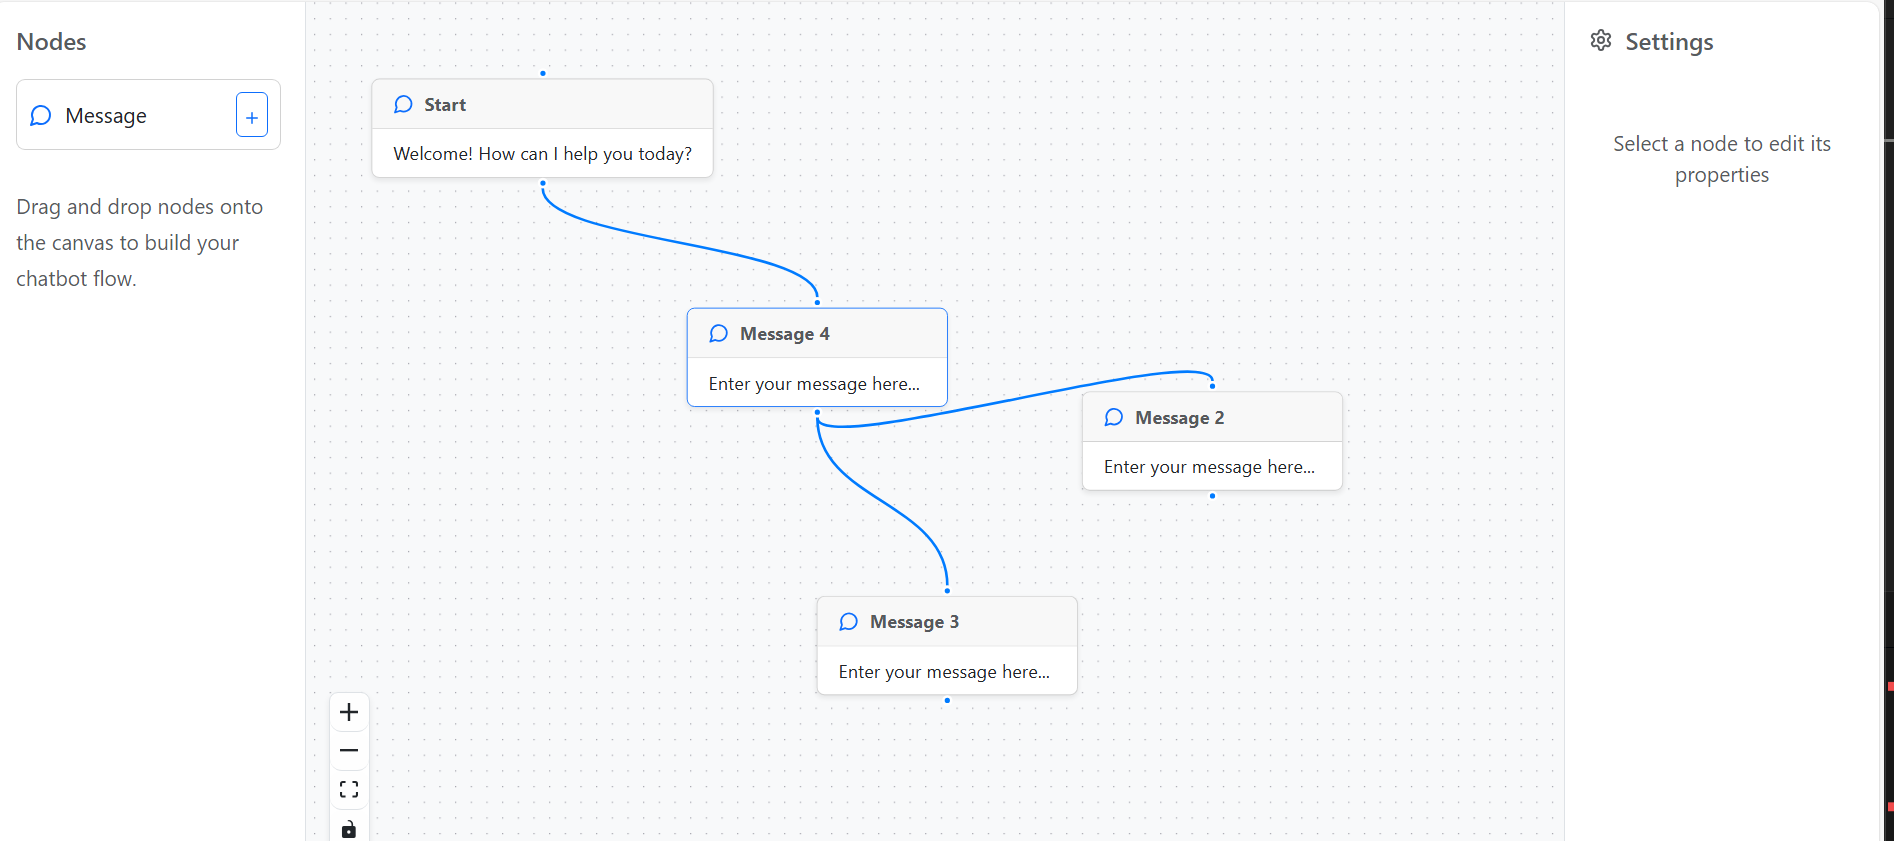 Nodes
Message
+
Drag and drop nodes onto
the canvas to build your
chatbot flow.
Start
Welcome! How can I help you today?
Message 4
Enter your message here...
Message 2
Enter your message here...
Message 3
Enter your message here...
Settings
Select a node to edit its
properties